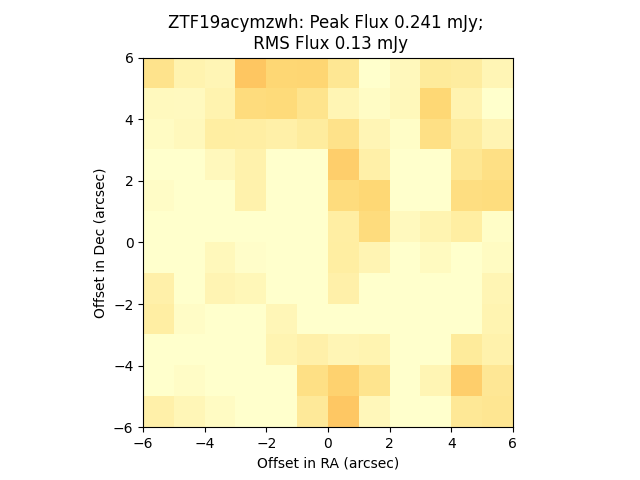 ZTF19acymzwh: Peak Flux 0.241 mJy;
RMS Flux 0.13 mJy
6
4
2
0
−2
−4
−6
Offset in Dec (arcsec)
−6 −4 −2 0 2 4 6
Offset in RA (arcsec)